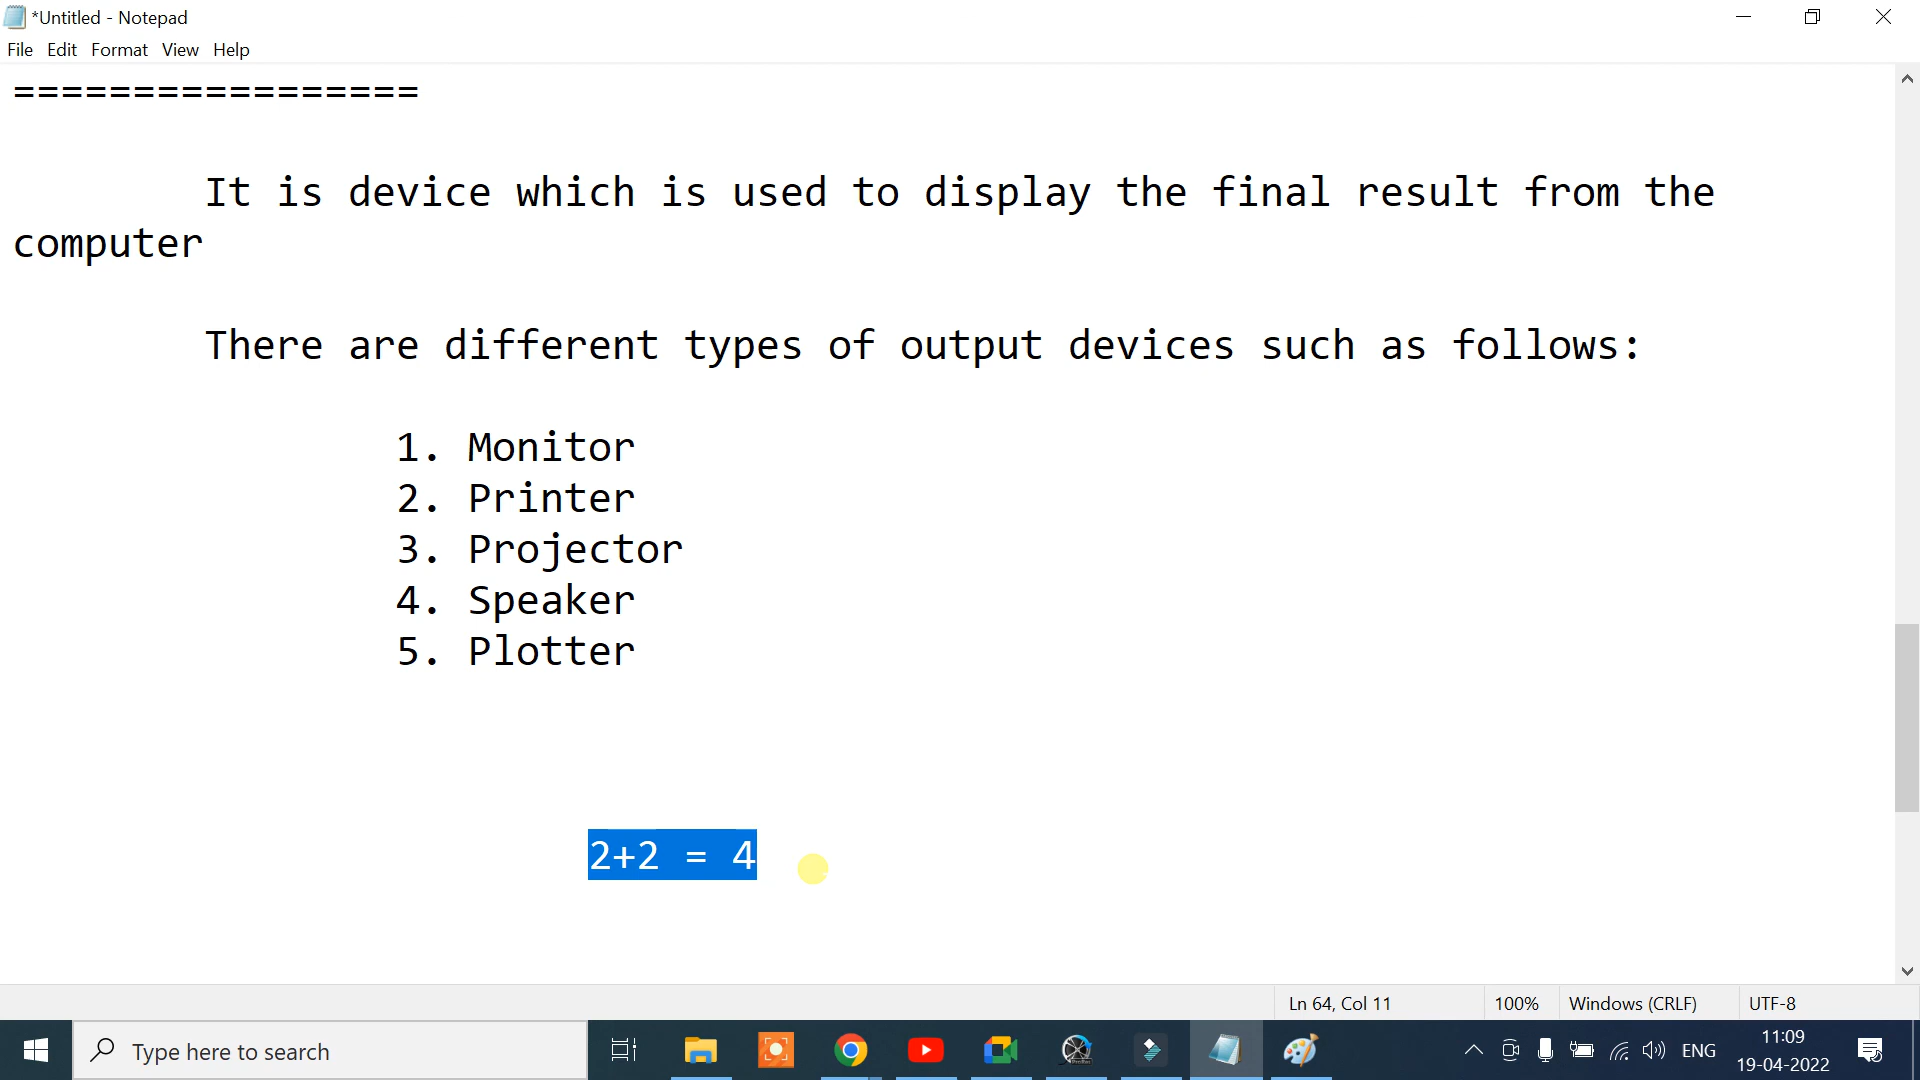 *Untitled - Notepad
File Edit Format View Help
=================
It is device which is used to display the final result from the
computer
There are different types of output devices such as follows:
1. Monitor
2. Printer
3. Projector
4. Speaker
5. Plotter
2+2 = 4
Ln 64, Col 11 100% Windows (CRLF) UTF-8
Type here to search
ENG
11:09
19-04-2022